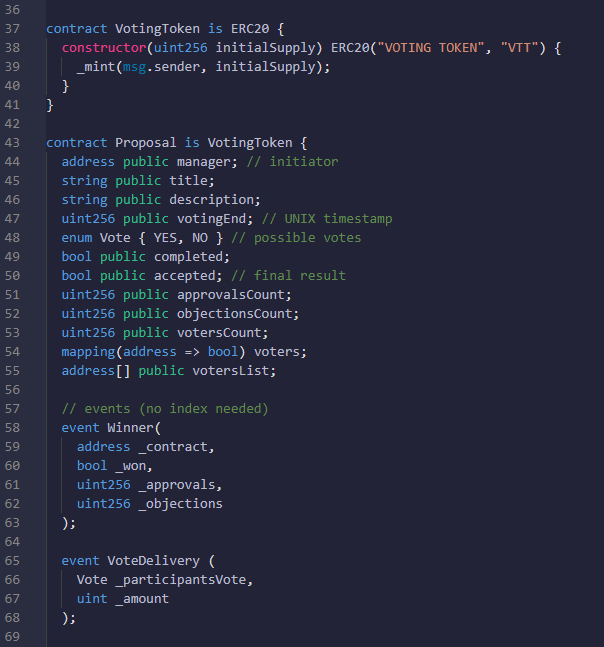 36
37 contract VotingToken is ERC20 {
38 constructor(uint256 initialSupply) ERC20("VOTING TOKEN", "VTT") {
39 _mint(msg.sender, initialSupply);
40 }
41 }
42
43 contract Proposal is VotingToken {
44 address public manager; // initiator
45 string public title;
46 string public description;
47 uint256 public votingEnd; // UNIX timestamp
48 enum Vote { YES, NO } // possible votes
49 bool public completed;
50 bool public accepted; // final result
51 uint256 public approvalsCount;
52 uint256 public objectionsCount;
53 uint256 public votersCount;
54 mapping(address => bool) voters;
55 address[] public votersList;
56
57 // events (no index needed)
58 event Winner(
59 address _contract,
60 bool _won,
61 uint256 _approvals,
62 uint256 _objections
63 );
64
65 event VoteDelivery (
66 Vote _participantsVote,
67 uint _amount
68 );
69